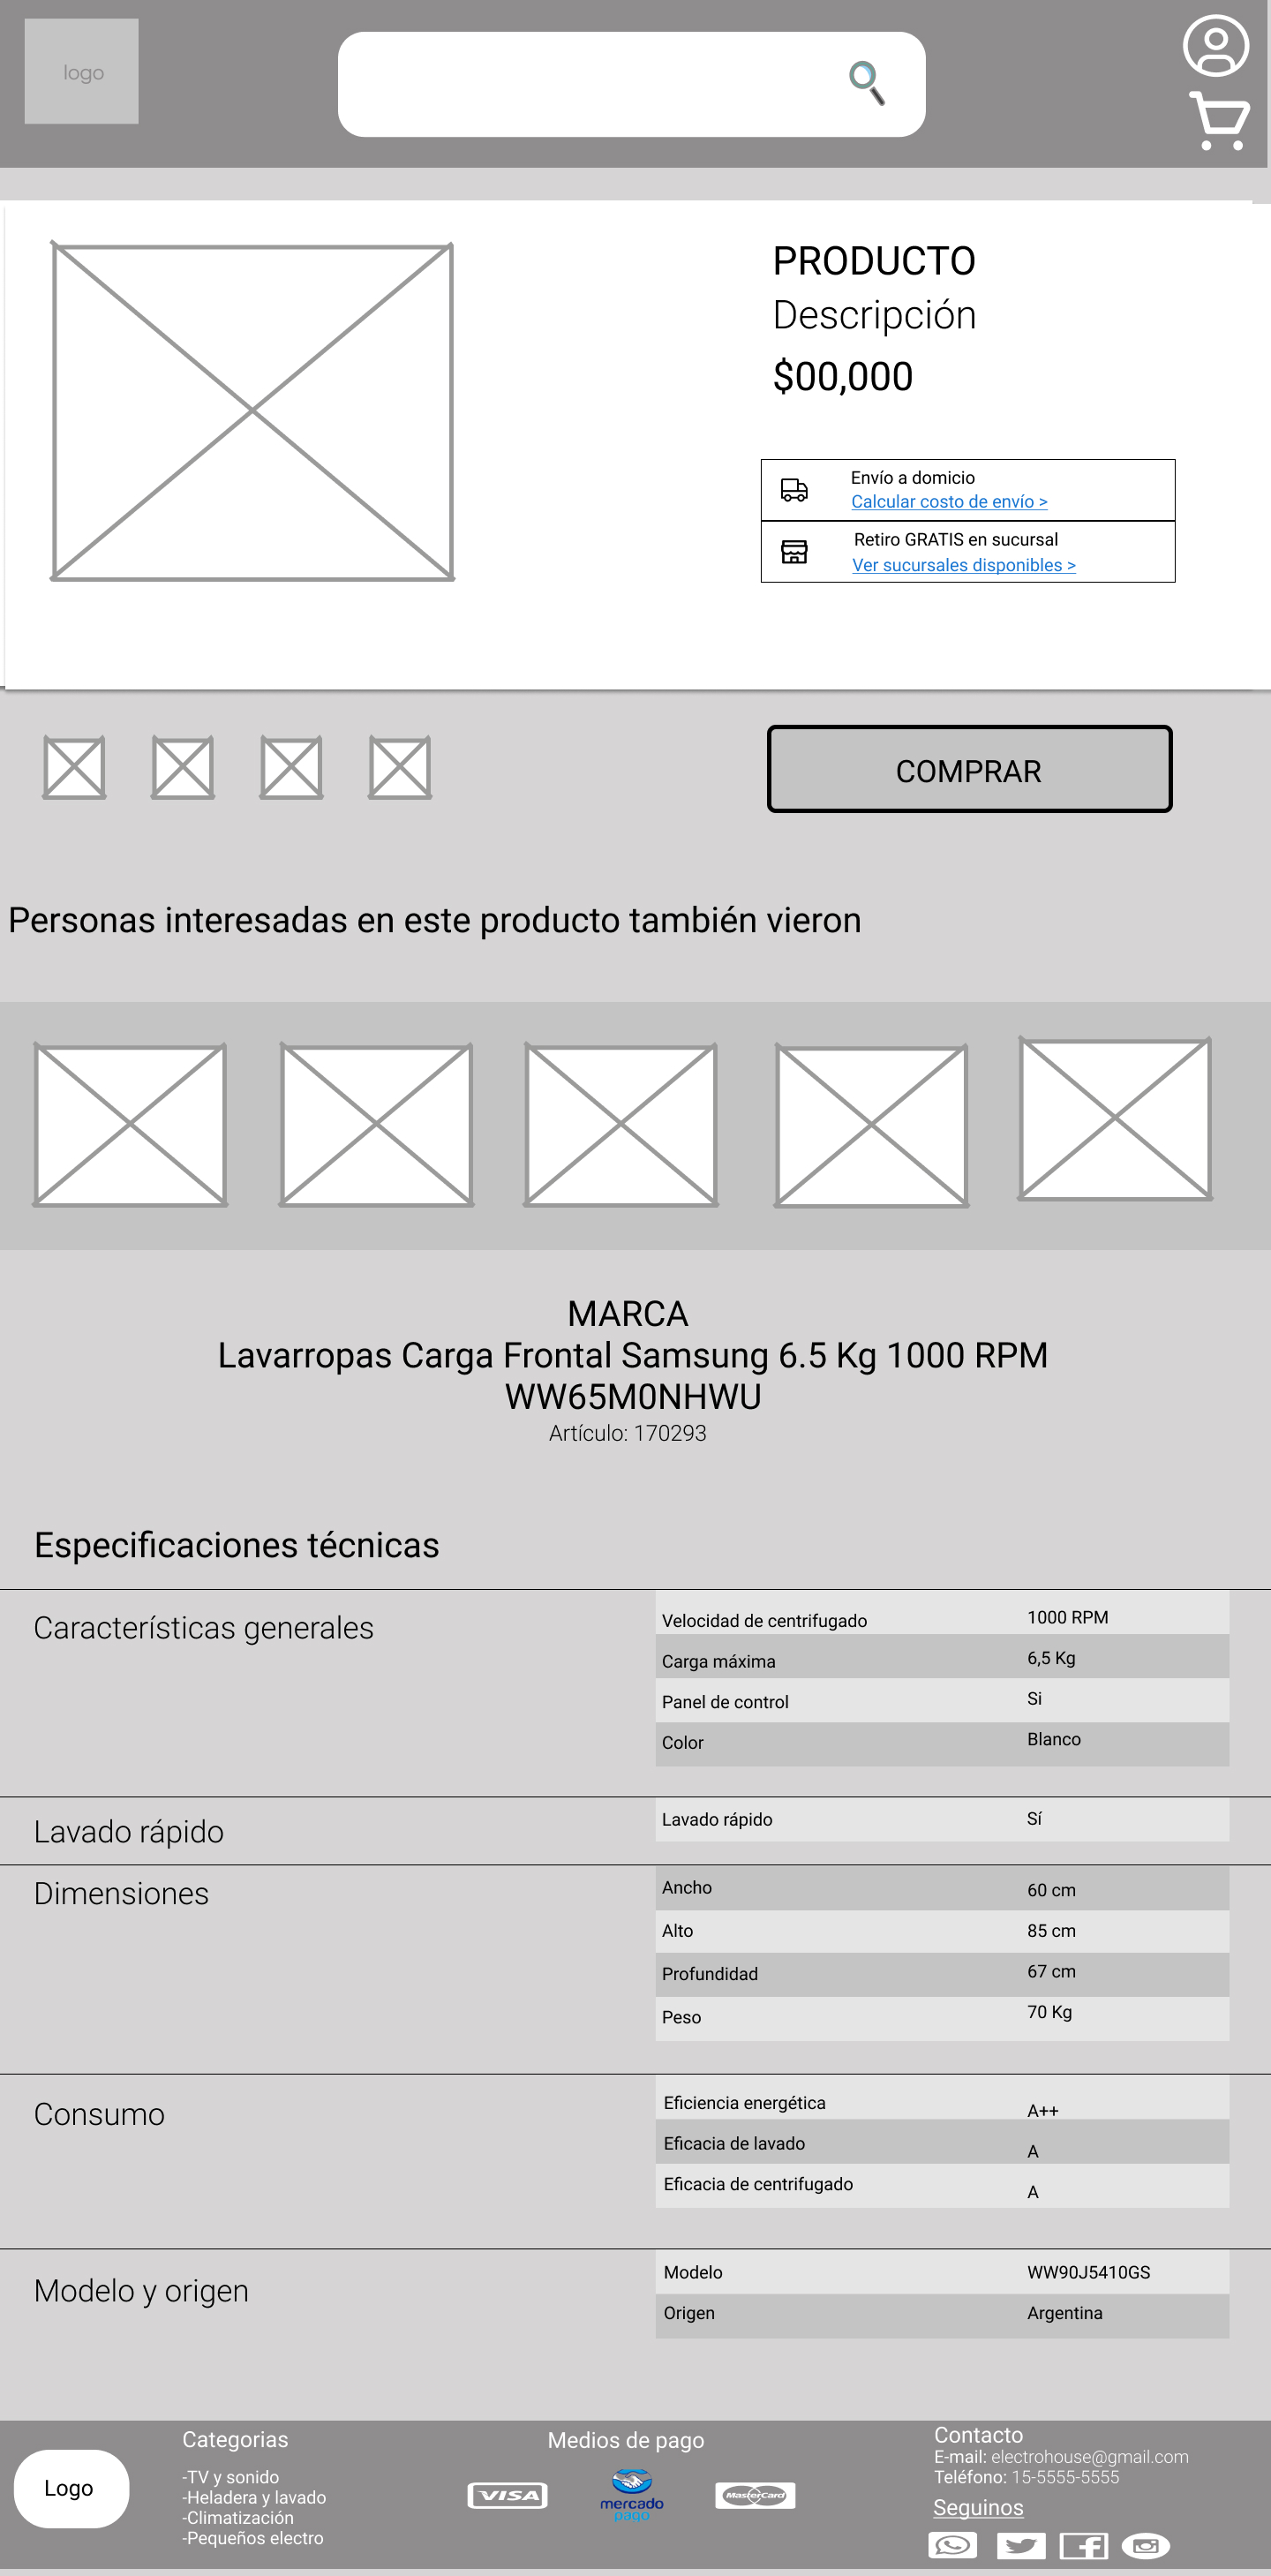 logo
PRODUCTO
Descripción
$00,000
Envío a domicio
Calcular costo de envío >
Retiro GRATIS en sucursal
Ver sucursales disponibles >
COMPRAR
Personas interesadas en este producto también vieron
MARCA
Lavarropas Carga Frontal Samsung 6.5 Kg 1000 RPM
WW65M0NHWU
Artículo: 170293
Especificaciones técnicas
Características generales
Velocidad de centrifugado 1000 RPM
Carga máxima 6,5 Kg
Panel de control Si
Color Blanco
Lavado rápido
Lavado rápido Sí
Dimensiones
Ancho 60 cm
Alto 85 cm
Profundidad 67 cm
Peso 70 Kg
Consumo
Eficiencia energética A++
Eficacia de lavado A
Eficacia de centrifugado A
Modelo y origen
Modelo WW90J5410GS
Origen Argentina
Logo
Categorias
-TV y sonido
-Heladera y lavado
-Climatización
-Pequeños electro
Medios de pago
VISA
mercado
pago
MasterCard
Contacto
E-mail: electrohouse@gmail.com
Teléfono: 15-5555-5555
Seguinos